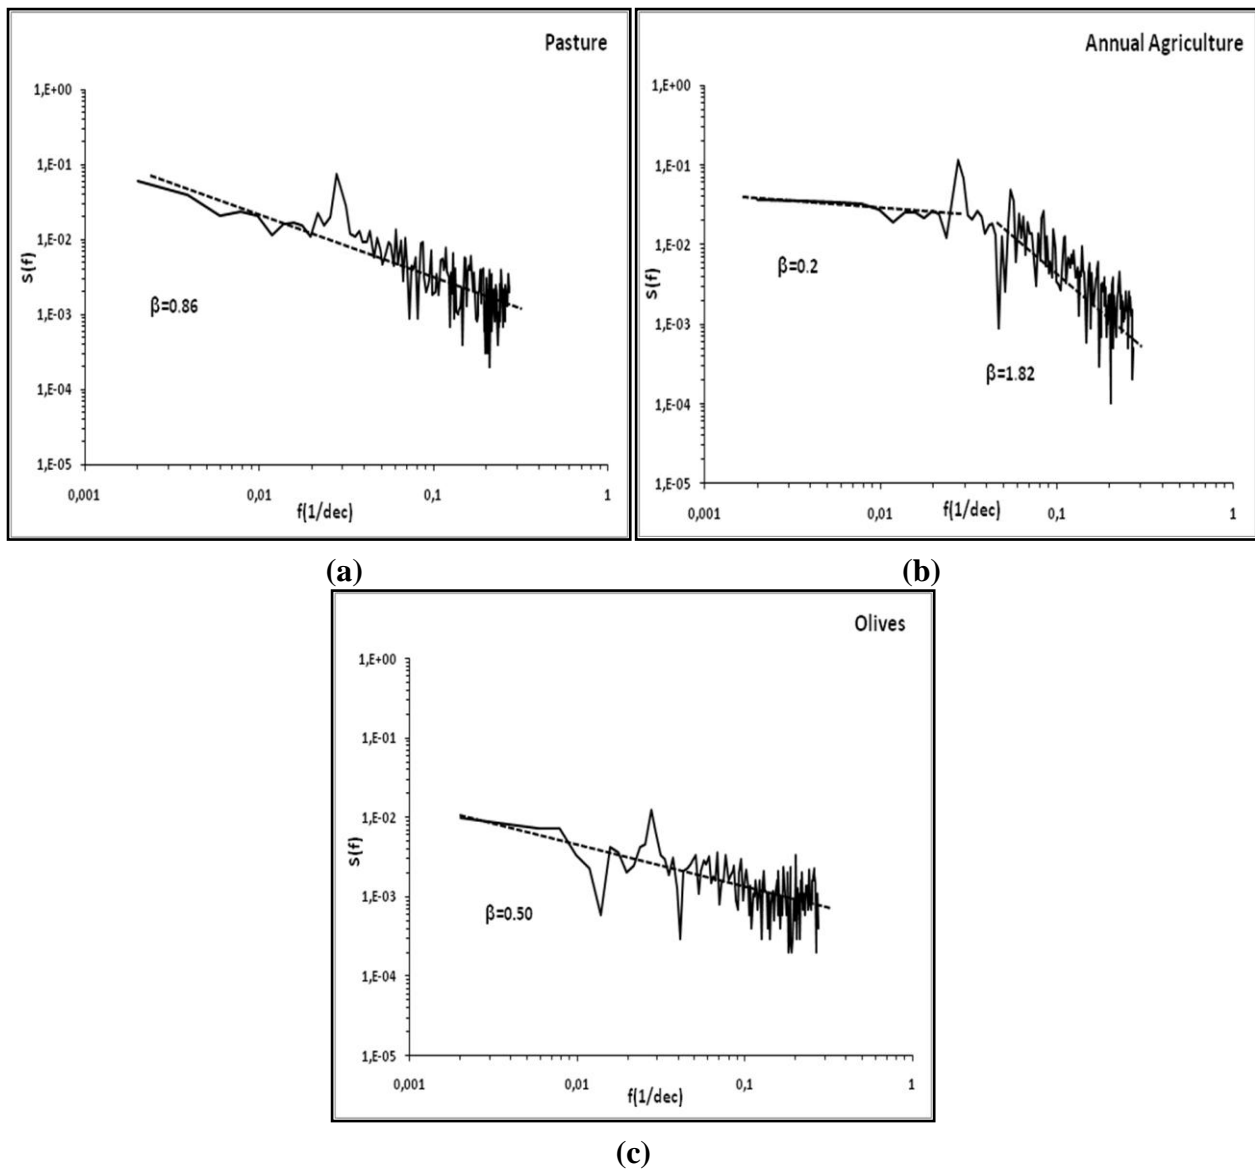 Pasture
1,E+00
1,E-01
1,E-02
1,E-03
1,E-04
1,E-05
S(f)
β=0.86
0,001
0,01
0,1
1
f(1/dec)
(a)
Annual Agriculture
1,E+00
1,E-01
1,E-02
1,E-03
1,E-04
1,E-05
S(f)
β=0.2
β=1.82
0,001
0,01
0,1
1
f(1/dec)
(b)
Olives
1,E+00
1,E-01
1,E-02
1,E-03
1,E-04
1,E-05
S(f)
β=0.50
0,001
0,01
0,1
1
f(1/dec)
(c)